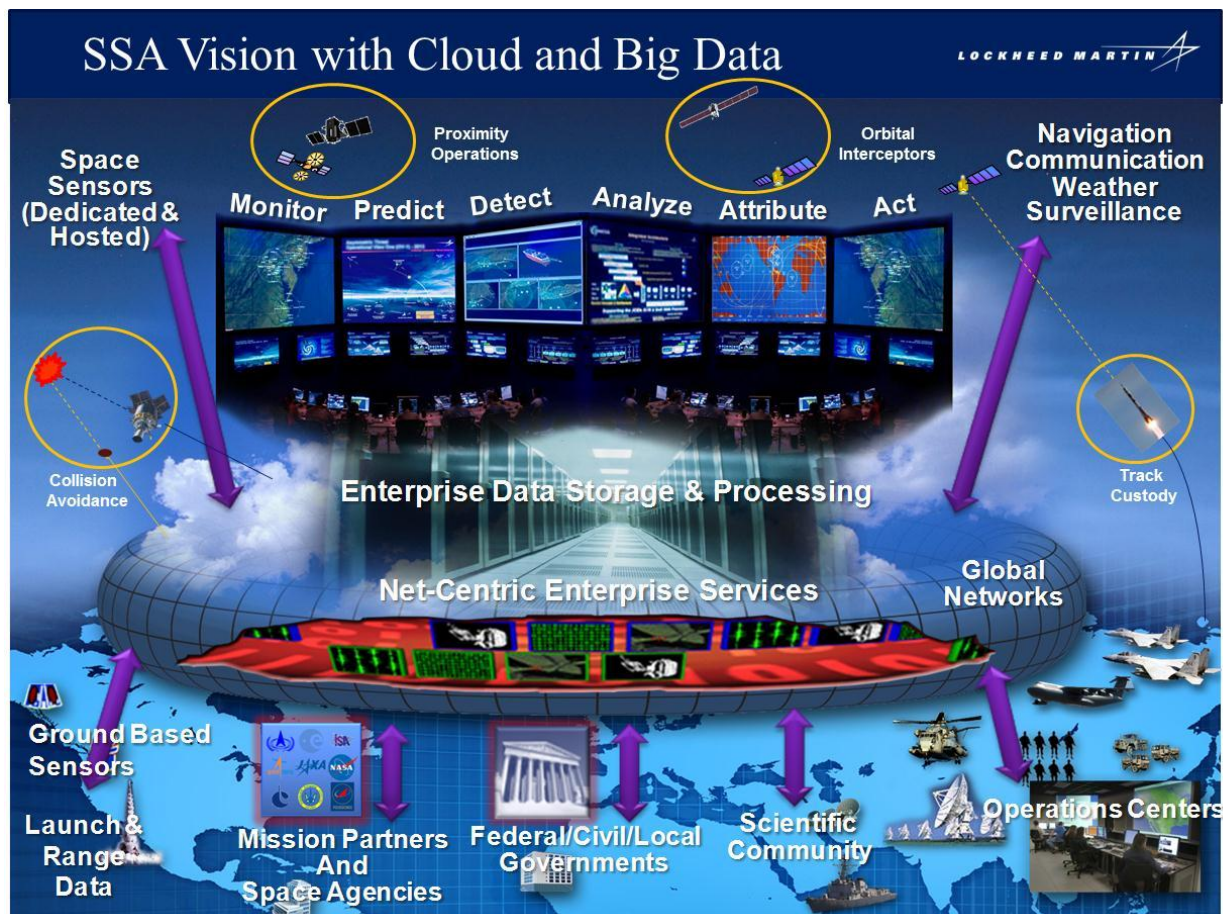 SSA Vision with Cloud and Big Data
LOCKHEED MARTIN
Space
Sensors
(Dedicated &
Hosted)
Proximity
Operations
Orbital
Interceptors
Navigation
Communication
Weather
Surveillance
Monitor
Predict
Detect
Analyze
Attribute
Act
Collision
Avoidance
Track
Custody
Enterprise Data Storage & Processing
Net-Centric Enterprise Services
Global
Networks
Ground Based
Sensors
Launch &
Range
Data
isa
JAXA
NASA
Mission Partners
And
Space Agencies
Federal/Civil/Local
Governments
Scientific
Community
Operations Centers